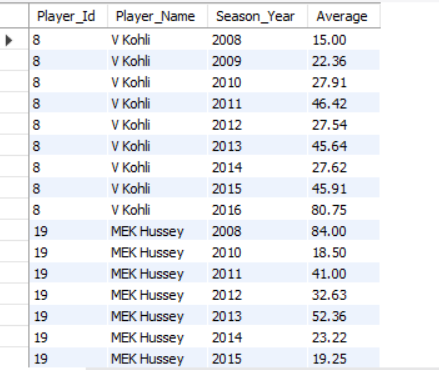 Player_Id Player_Name Season_Year Average
8 V Kohli 2008 15.00
8 V Kohli 2009 22.36
8 V Kohli 2010 27.91
8 V Kohli 2011 46.42
8 V Kohli 2012 27.54
8 V Kohli 2013 45.64
8 V Kohli 2014 27.62
8 V Kohli 2015 45.91
8 V Kohli 2016 80.75
19 MEK Hussey 2008 84.00
19 MEK Hussey 2010 18.50
19 MEK Hussey 2011 41.00
19 MEK Hussey 2012 32.63
19 MEK Hussey 2013 52.36
19 MEK Hussey 2014 23.22
19 MEK Hussey 2015 19.25